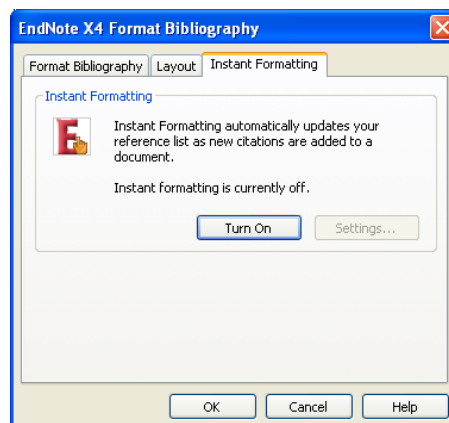 EndNote X4 Format Bibliography
Format Bibliography Layout Instant Formatting
Instant Formatting
Instant Formatting automatically updates your
reference list as new citations are added to a
document.
Instant formatting is currently off.
Turn On Settings...
OK Cancel Help